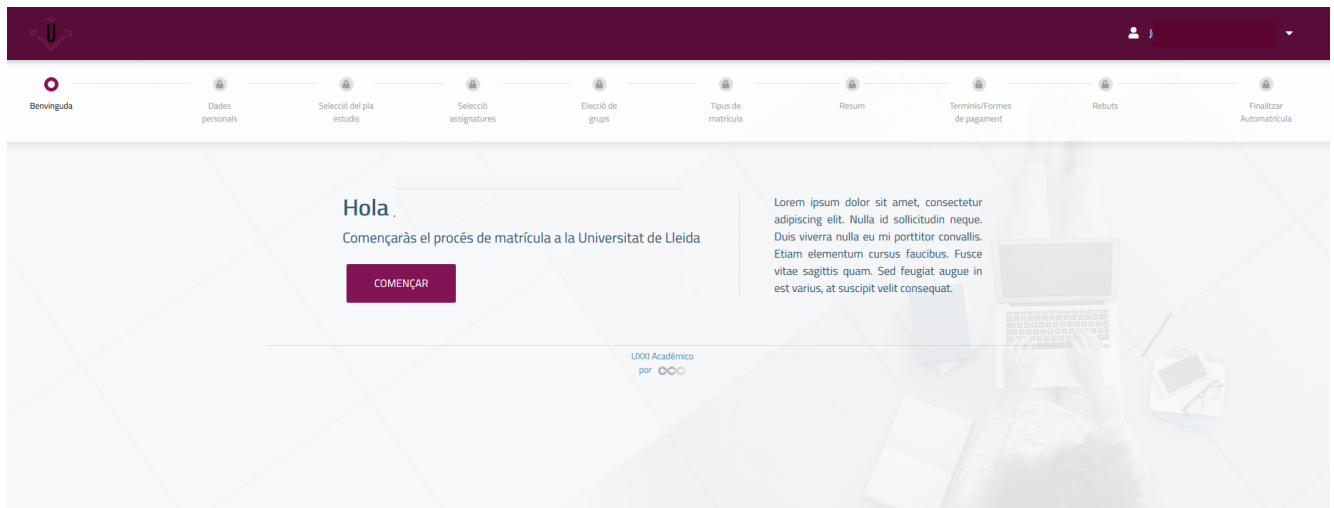 U
Benvinguda
Dades
personals
Selecció del pla
estudis
Selecció
assignatures
Elecció de
grups
Tipus de
matrícula
Resum
Terminis/Formes
de pagament
Rebuts
Finalitzar
Automatrícula
Hola
Començaràs el procés de matrícula a la Universitat de Lleida
COMENÇAR
Lorem ipsum dolor sit amet, consectetur
adipiscing elit. Nulla id sollicitudin neque.
Duis viverra nulla eu mi porttitor convallis.
Etiam elementum cursus faucibus. Fusce
vitae sagittis quam. Sed feugiat augue in
est varius, at suscipit velit consequat.
UXXI Académico
por